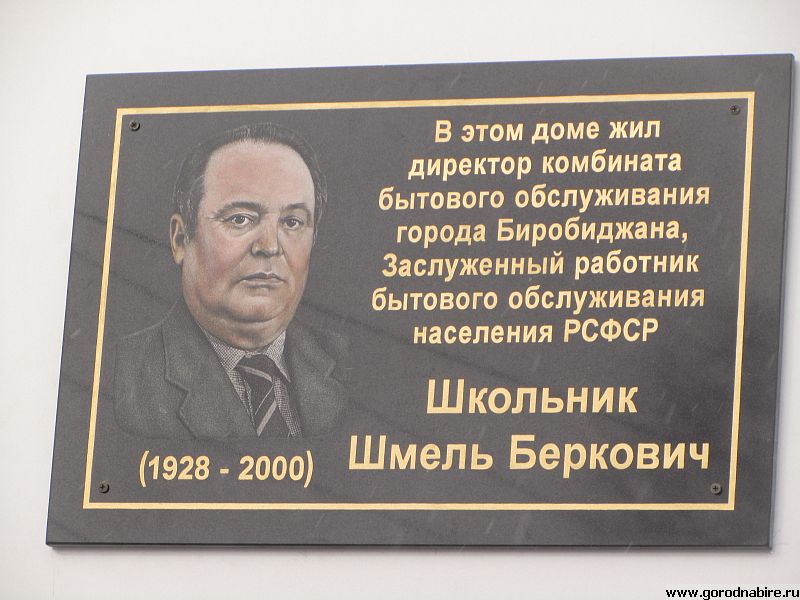 В этом доме жил
директор комбината
бытового обслуживания
города Биробиджана,
Заслуженный работник
бытового обслуживания
населения РСФСР
Школьник
Шмель Беркович
(1928 - 2000)
www.gorodnabire.ru